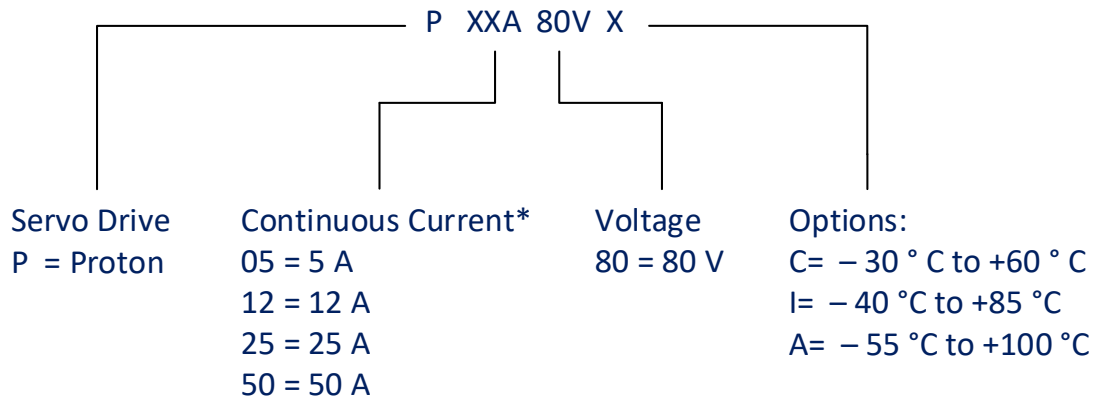 P XXA 80V X
Servo Drive
P = Proton
Continuous Current*
05 = 5 A
12 = 12 A
25 = 25 A
50 = 50 A
Voltage
80 = 80 V
Options:
C= – 30 ° C to +60 ° C
I= – 40 °C to +85 °C
A= – 55 °C to +100 °C